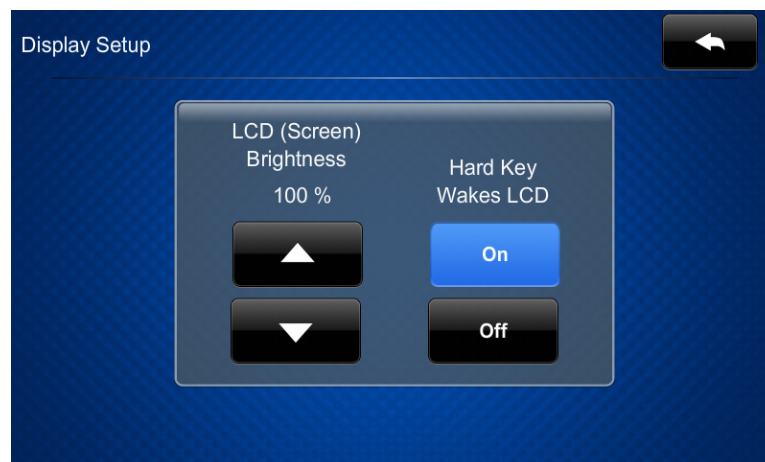 Display Setup
LCD (Screen)
Brightness
100 %
Hard Key
Wakes LCD
On
Off